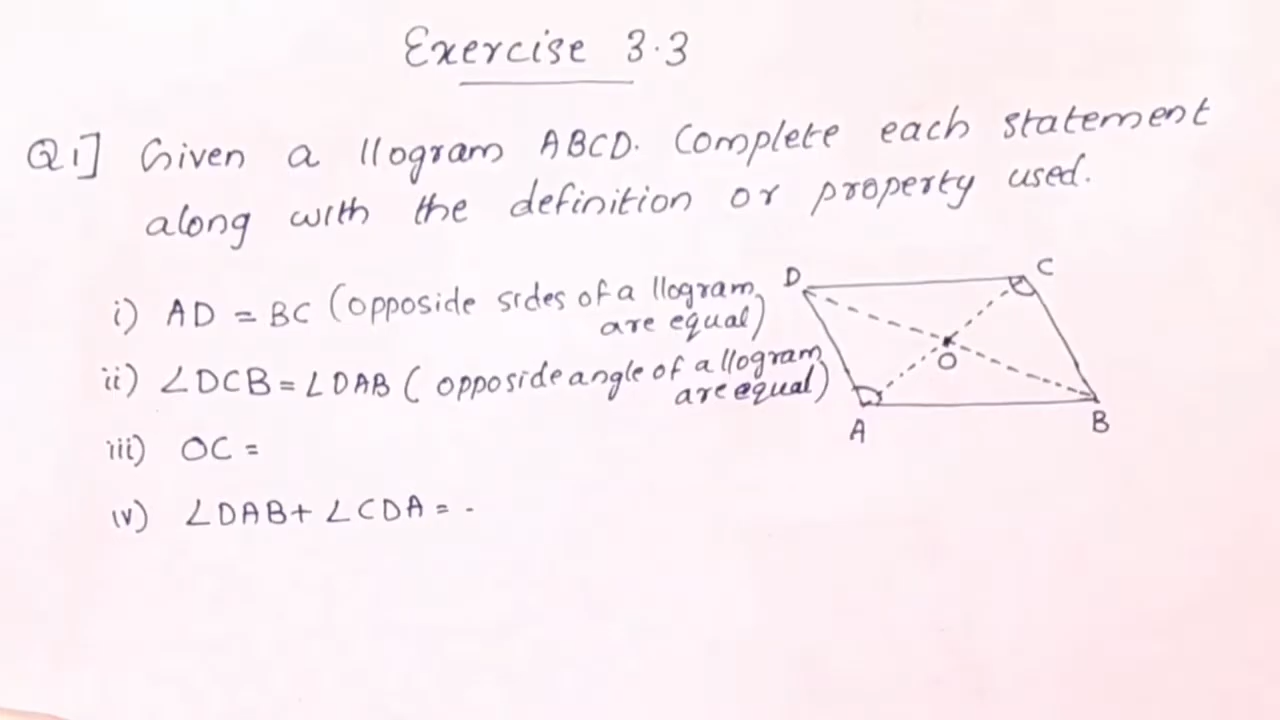 Exercise 3.3
Q1] Given a llogram ABCD. Complete each statement
along with the definition or property used.
i) AD = BC (opposide sides of a llogram
are equal)
ii) ∠DCB = ∠DAB ( opposide angle of a llogram
are equal)
iii) OC =
iv) ∠DAB + ∠CDA = -
D
C
O
A
B